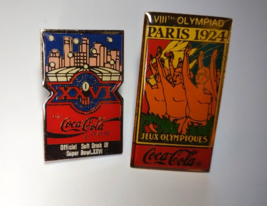 XXVI
Coca-Cola
Official Soft Drink Of
Super Bowl XXVI
VIIITH OLYMPIAD
PARIS 1924
JEUX OLYMPIQUES
Coca-Cola